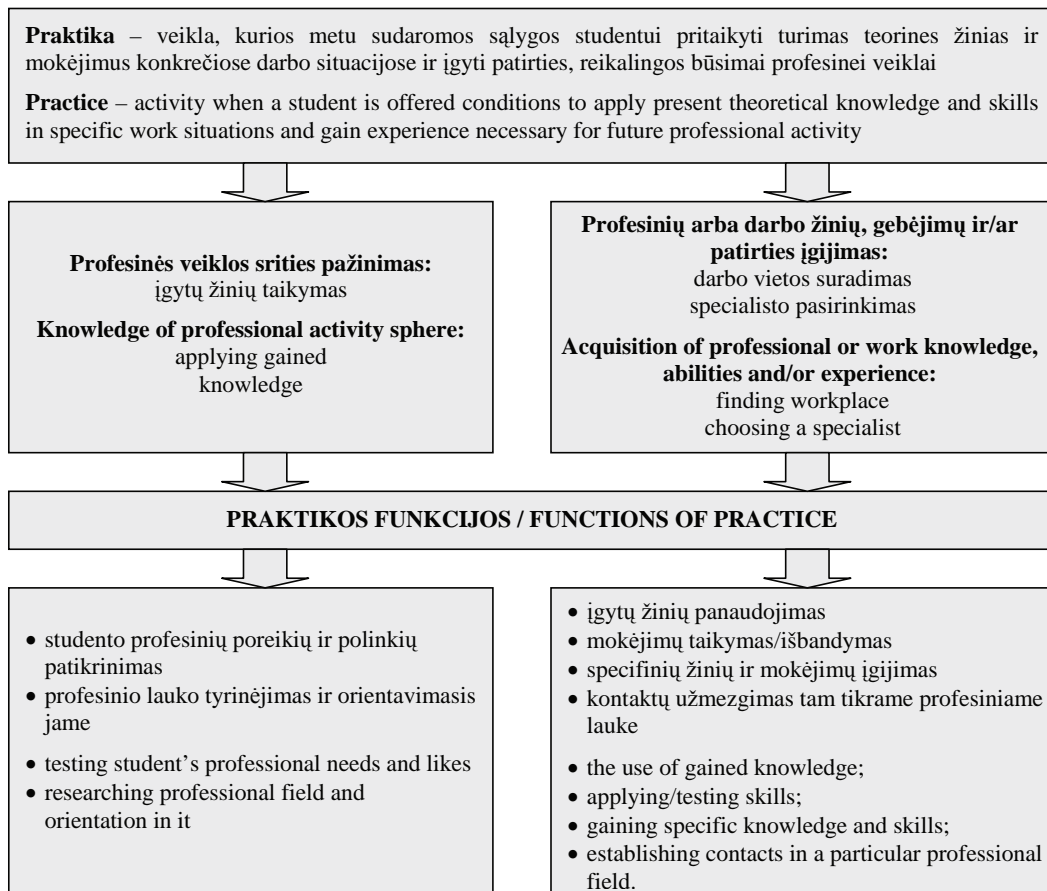 Praktika – veikla, kurios metu sudaromos sąlygos studentui pritaikyti turimas teorines žinias ir
mokėjimus konkrečiose darbo situacijose ir įgyti patirties, reikalingos būsimai profesinei veiklai
Practice – activity when a student is offered conditions to apply present theoretical knowledge and skills
in specific work situations and gain experience necessary for future professional activity
Profesinės veiklos srities pažinimas:
įgytų žinių taikymas
Knowledge of professional activity sphere:
applying gained
knowledge
Profesinių arba darbo žinių, gebėjimų ir/ar
patirties įgijimas:
darbo vietos suradimas
specialisto pasirinkimas
Acquisition of professional or work knowledge,
abilities and/or experience:
finding workplace
choosing a specialist
PRAKTIKOS FUNKCIJOS / FUNCTIONS OF PRACTICE
• studento profesinių poreikių ir polinkių
patikrinimas
• profesinio lauko tyrinėjimas ir orientavimasis
jame
• testing student’s professional needs and likes
• researching professional field and
orientation in it
• įgytų žinių panaudojimas
• mokėjimų taikymas/išbandymas
• specifinių žinių ir mokėjimų įgijimas
• kontaktų užmezgimas tam tikrame profesiniame
lauke
• the use of gained knowledge;
• applying/testing skills;
• gaining specific knowledge and skills;
• establishing contacts in a particular professional
field.